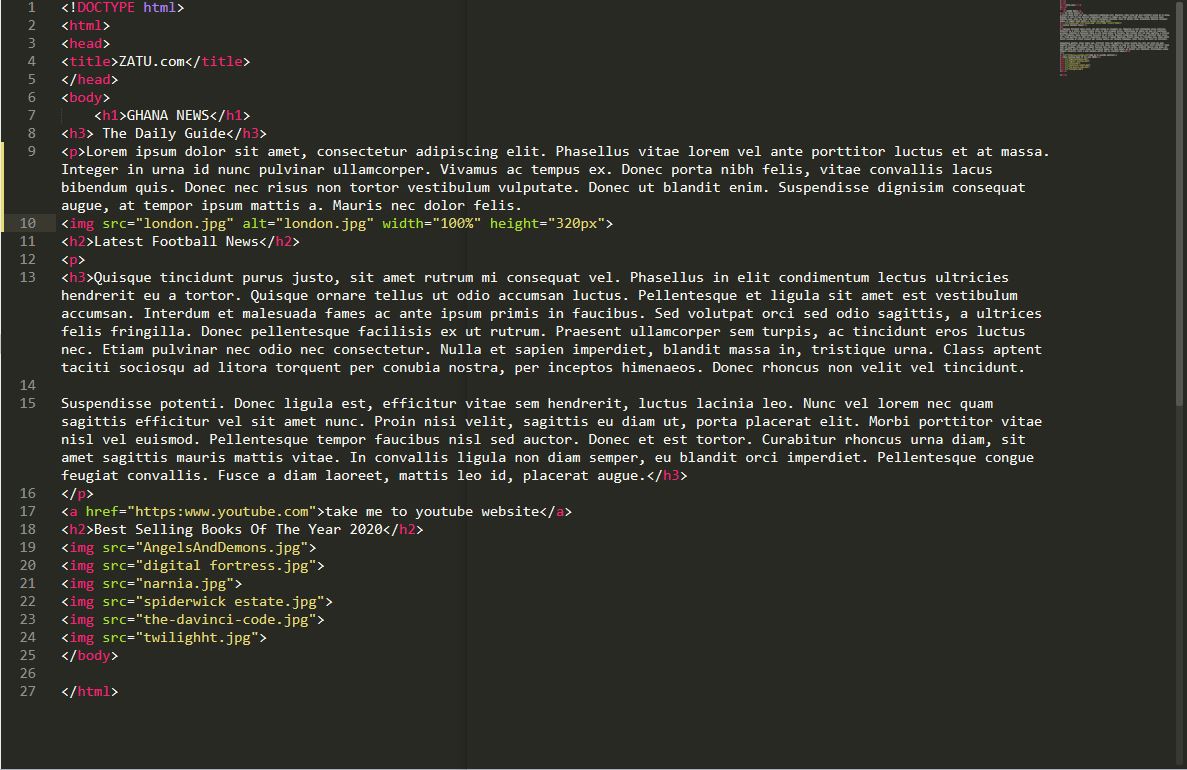 1 <!DOCTYPE html>
2 <html>
3 <head>
4 <title>ZATU.com</title>
5 </head>
6 <body>
7 <h1>GHANA NEWS</h1>
8 <h3> The Daily Guide</h3>
9 <p>Lorem ipsum dolor sit amet, consectetur adipiscing elit. Phasellus vitae lorem vel ante porttitor luctus et at massa.
Integer in urna id nunc pulvinar ullamcorper. Vivamus ac tempus ex. Donec porta nibh felis, vitae convallis lacus
bibendum quis. Donec nec risus non tortor vestibulum vulputate. Donec ut blandit enim. Suspendisse dignisim consequat
augue, at tempor ipsum mattis a. Mauris nec dolor felis.
10 <img src="london.jpg" alt="london.jpg" width="100%" height="320px">
11 <h2>Latest Football News</h2>
12 <p>
13 <h3>Quisque tincidunt purus justo, sit amet rutrum mi consequat vel. Phasellus in elit condimentum lectus ultricies
hendrerit eu a tortor. Quisque ornare tellus ut odio accumsan luctus. Pellentesque et ligula sit amet est vestibulum
accumsan. Interdum et malesuada fames ac ante ipsum primis in faucibus. Sed volutpat orci sed odio sagittis, a ultrices
felis fringilla. Donec pellentesque facilisis ex ut rutrum. Praesent ullamcorper sem turpis, ac tincidunt eros luctus
nec. Etiam pulvinar nec odio nec consectetur. Nulla et sapien imperdiet, blandit massa in, tristique urna. Class aptent
taciti sociosqu ad litora torquent per conubia nostra, per inceptos himenaeos. Donec rhoncus non velit vel tincidunt.
14
15 Suspendisse potenti. Donec ligula est, efficitur vitae sem hendrerit, luctus lacinia leo. Nunc vel lorem nec quam
sagittis efficitur vel sit amet nunc. Proin nisi velit, sagittis eu diam ut, porta placerat elit. Morbi porttitor vitae
nisl vel euismod. Pellentesque tempor faucibus nisl sed auctor. Donec et est tortor. Curabitur rhoncus urna diam, sit
amet sagittis mauris mattis vitae. In convallis ligula non diam semper, eu blandit orci imperdiet. Pellentesque congue
feugiat convallis. Fusce a diam laoreet, mattis leo id, placerat augue.</h3>
16 </p>
17 <a href="https:www.youtube.com">take me to youtube website</a>
18 <h2>Best Selling Books Of The Year 2020</h2>
19 <img src="AngelsAndDemons.jpg">
20 <img src="digital fortress.jpg">
21 <img src="narnia.jpg">
22 <img src="spiderwick estate.jpg">
23 <img src="the-davinci-code.jpg">
24 <img src="twilighht.jpg">
25 </body>
26
27 </html>